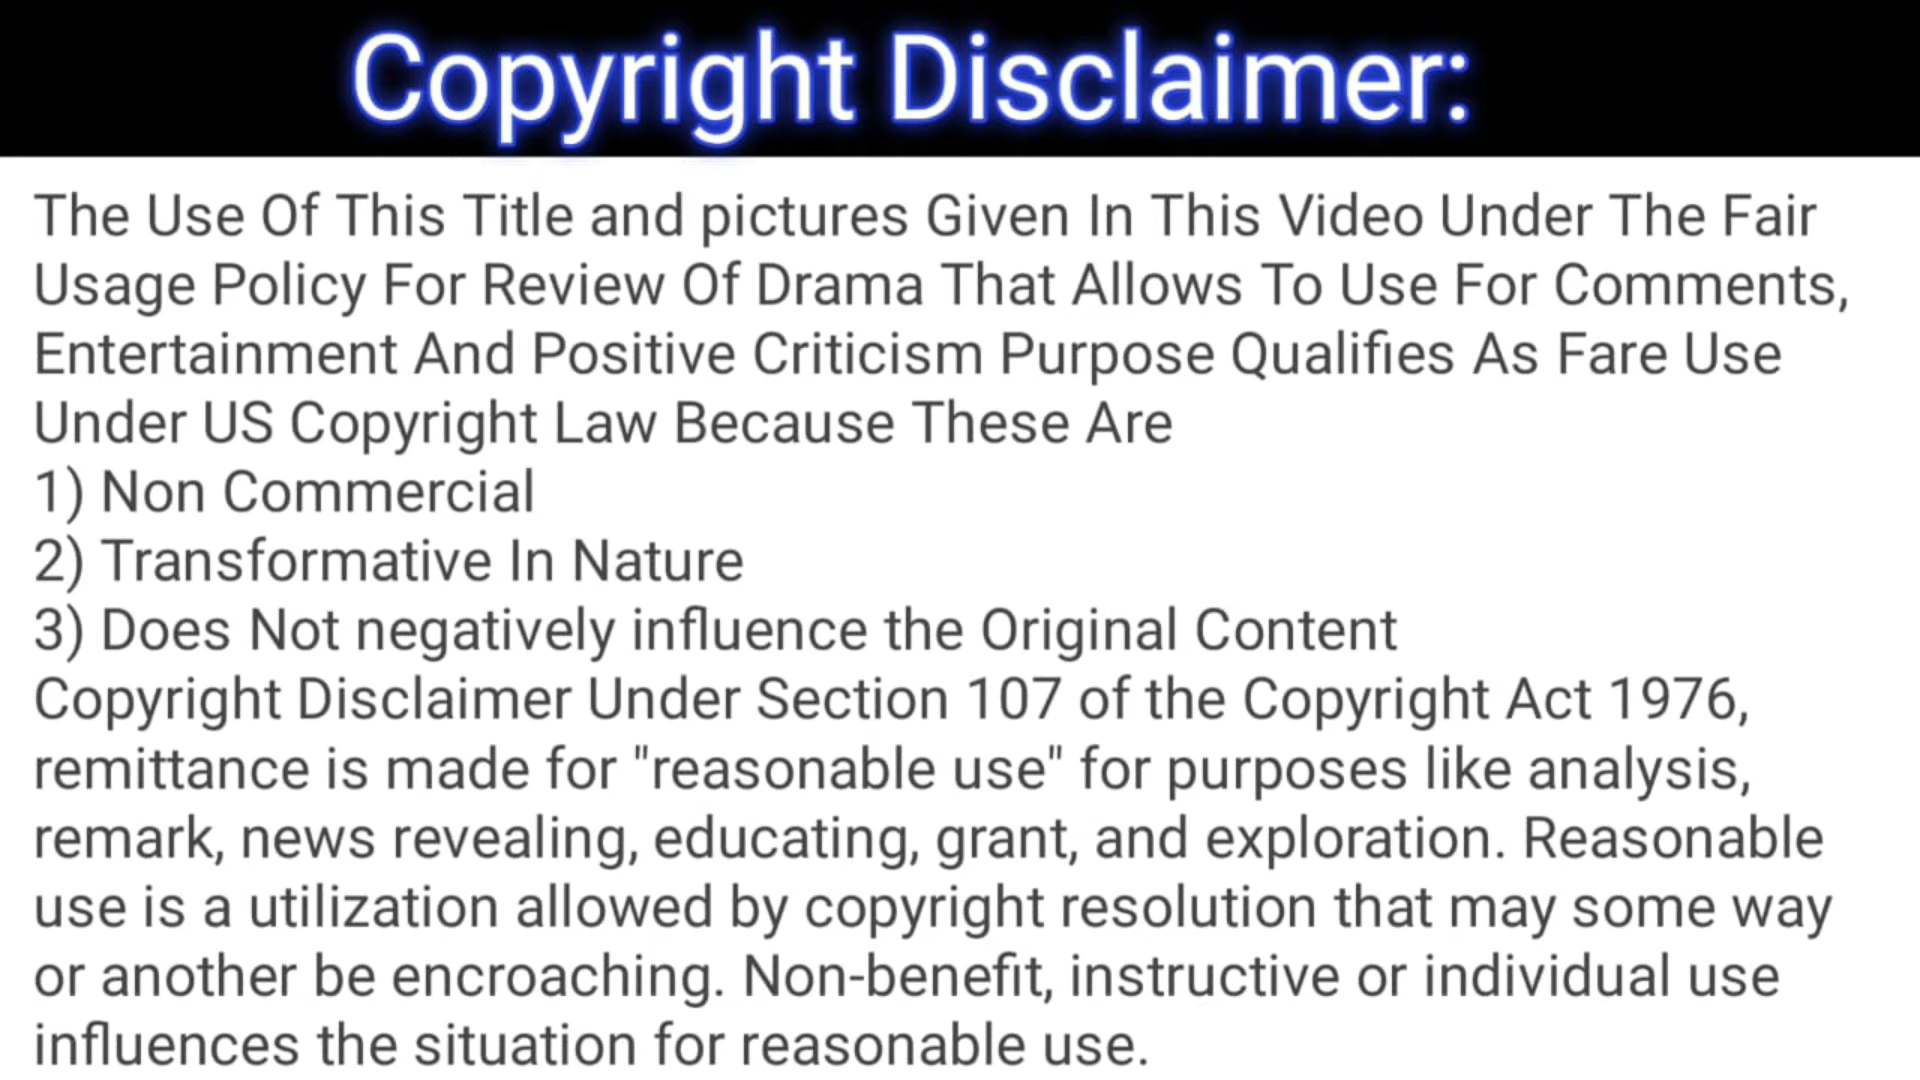 Copyright Disclaimer:
The Use Of This Title and pictures Given In This Video Under The Fair
Usage Policy For Review Of Drama That Allows To Use For Comments,
Entertainment And Positive Criticism Purpose Qualifies As Fare Use
Under US Copyright Law Because These Are
1) Non Commercial
2) Transformative In Nature
3) Does Not negatively influence the Original Content
Copyright Disclaimer Under Section 107 of the Copyright Act 1976,
remittance is made for "reasonable use" for purposes like analysis,
remark, news revealing, educating, grant, and exploration. Reasonable
use is a utilization allowed by copyright resolution that may some way
or another be encroaching. Non-benefit, instructive or individual use
influences the situation for reasonable use.